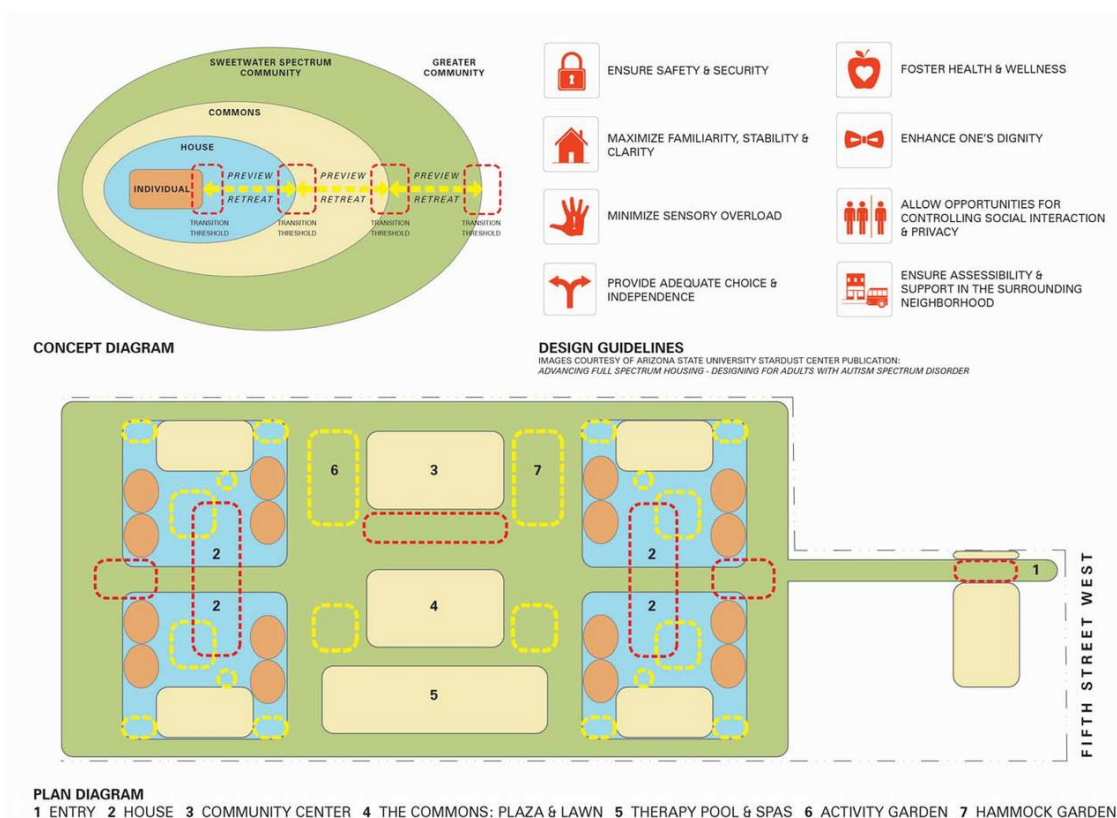 SWEETWATER SPECTRUM
COMMUNITY
GREATER
COMMUNITY
COMMONS
HOUSE
INDIVIDUAL
PREVIEW
PREVIEW
PREVIEW
RETREAT
RETREAT
RETREAT
TRANSITION
THRESHOLD
TRANSITION
THRESHOLD
TRANSITION
THRESHOLD
TRANSITION
THRESHOLD
CONCEPT DIAGRAM
ENSURE SAFETY & SECURITY
MAXIMIZE FAMILIARITY, STABILITY &
CLARITY
MINIMIZE SENSORY OVERLOAD
PROVIDE ADEQUATE CHOICE &
INDEPENDENCE
FOSTER HEALTH & WELLNESS
ENHANCE ONE'S DIGNITY
ALLOW OPPORTUNITIES FOR
CONTROLLING SOCIAL INTERACTION
& PRIVACY
ENSURE ASSESSIBILITY &
SUPPORT IN THE SURROUNDING
NEIGHBORHOOD
DESIGN GUIDELINES
IMAGES COURTESY OF ARIZONA STATE UNIVERSITY STARDUST CENTER PUBLICATION:
ADVANCING FULL SPECTRUM HOUSING - DESIGNING FOR ADULTS WITH AUTISM SPECTRUM DISORDER
6
3
7
2
2
1
2
4
2
5
FIFTH STREET WEST
PLAN DIAGRAM
1 ENTRY 2 HOUSE 3 COMMUNITY CENTER 4 THE COMMONS: PLAZA & LAWN 5 THERAPY POOL & SPAS 6 ACTIVITY GARDEN 7 HAMMOCK GARDEN